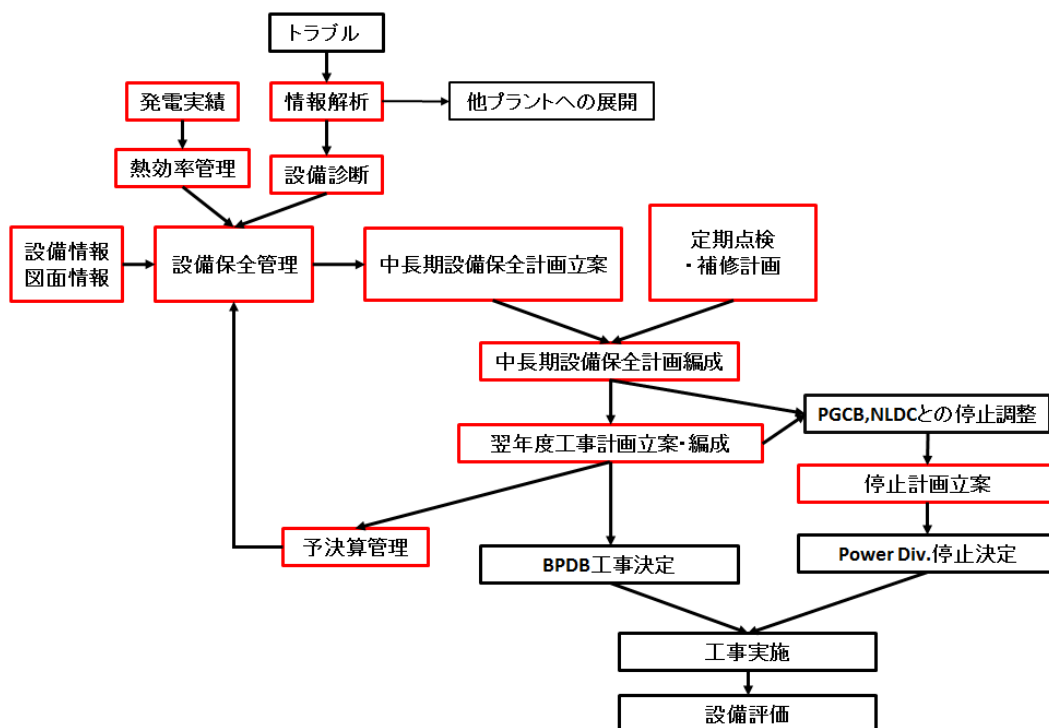 トラブル
発電実績
情報解析
他プラントへの展開
熱効率管理
設備診断
設備情報
図面情報
設備保全管理
中長期設備保全計画立案
定期点検
・補修計画
中長期設備保全計画編成
PGCB,NLDCとの停止調整
翌年度工事計画立案・編成
停止計画立案
予決算管理
BPDB工事決定
Power Div.停止決定
工事実施
設備評価